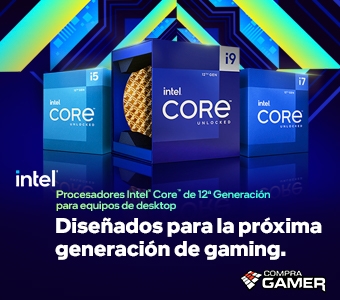 i9
12TH GEN
intel
CORE
UNLOCKED
i5
intel
CORE
UNLOCKED
i7
intel
CORE
UNLOCKED
intel
Procesadores Intel® Core™ de 12ª Generación
para equipos de desktop
Diseñados para la próxima
generación de gaming.
COMPRA
GAMER